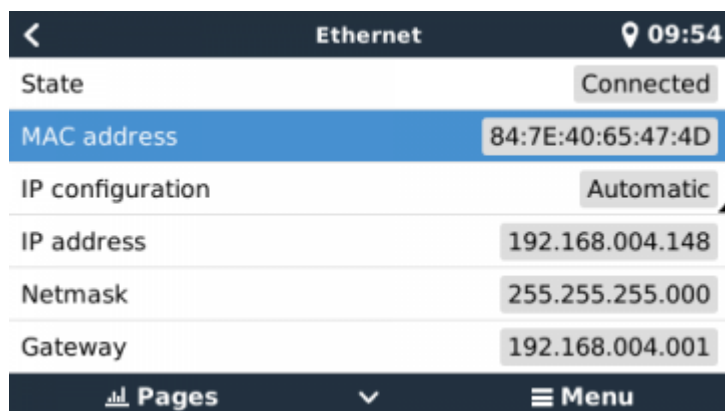 Ethernet 09:54
State Connected
MAC address 84:7E:40:65:47:4D
IP configuration Automatic
IP address 192.168.004.148
Netmask 255.255.255.000
Gateway 192.168.004.001
Pages Menu